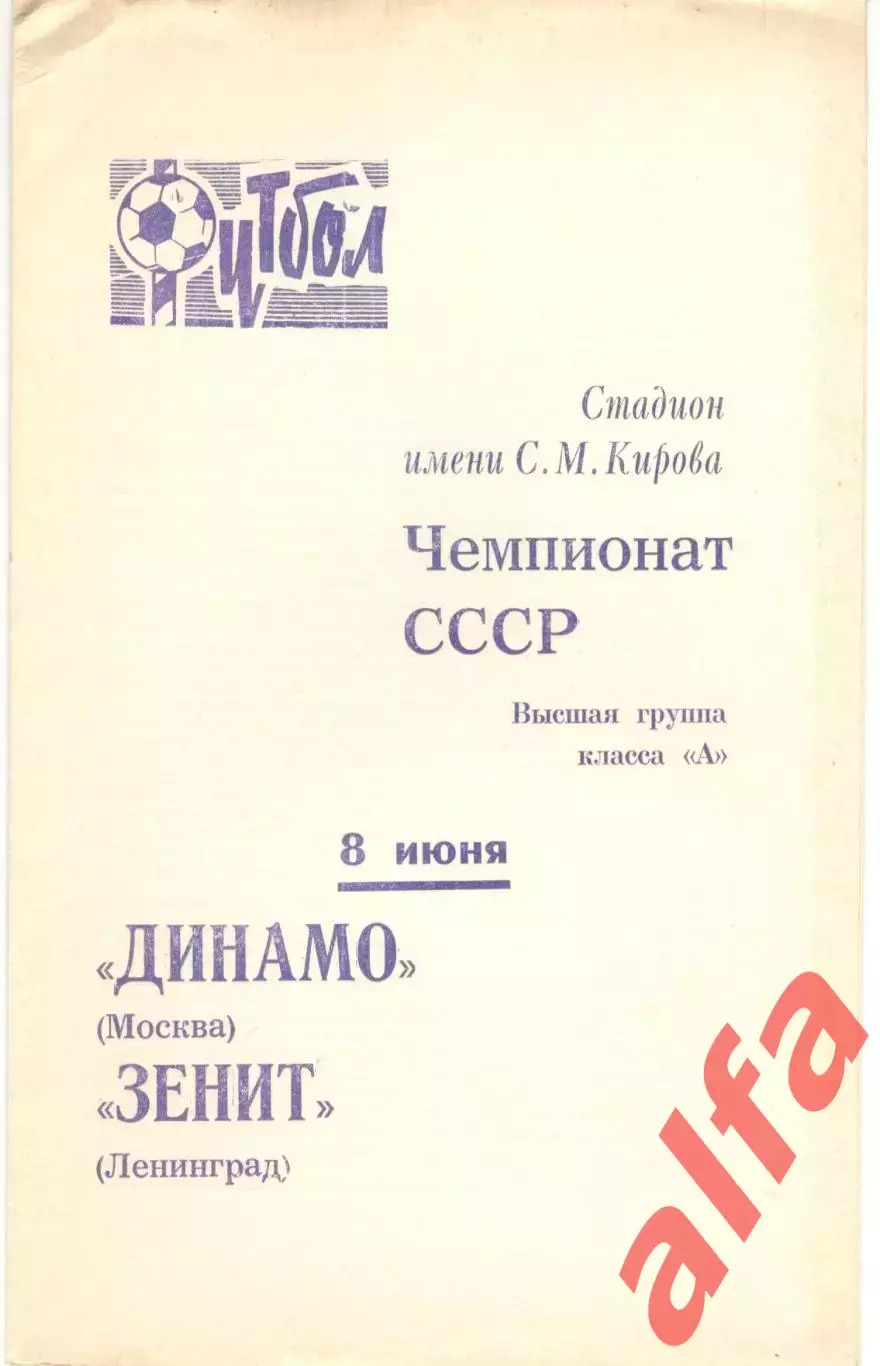 Футбол
Стадион
имени С. М. Кирова
Чемпионат
СССР
Высшая группа
класса «А»
8 июня
«ДИНАМО»
(Москва)
«ЗЕНИТ»
(Ленинград)
alfa